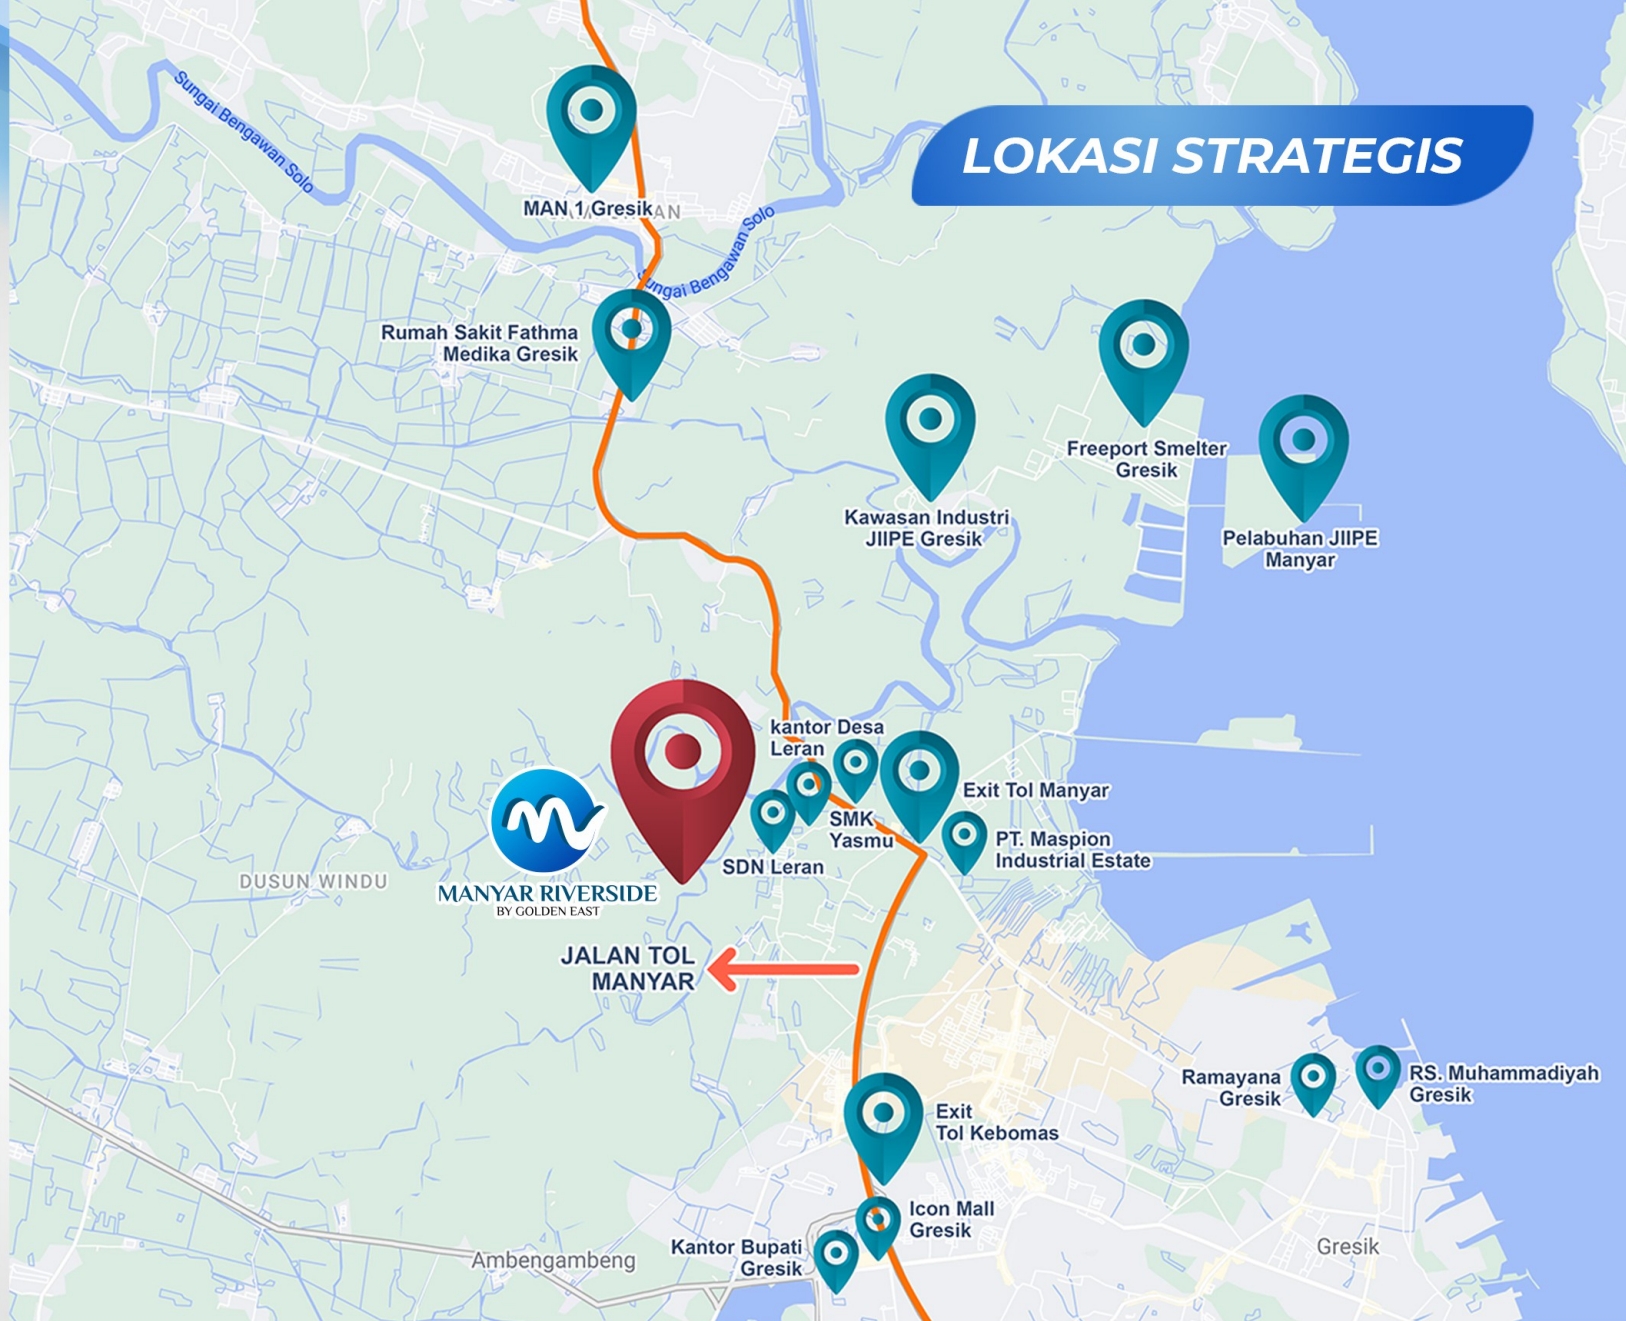 Sungai Bengawan Solo
LOKASI STRATEGIS
MAN 1 Gresik
AN
Sungai Bengawan Solo
Rumah Sakit Fathma
Medika Gresik
Freeport Smelter
Gresik
Kawasan Industri
JIIPE Gresik
Pelabuhan JIIPE
Manyar
kantor Desa
Leran
Exit Tol Manyar
SMK
Yasmu
PT. Maspion
Industrial Estate
SDN Leran
DUSUN WINDU
MANYAR RIVERSIDE
BY GOLDEN EAST
JALAN TOL
MANYAR
Ramayana
Gresik
RS. Muhammadiyah
Gresik
Exit
Tol Kebomas
Icon Mall
Gresik
Kantor Bupati
Gresik
Ambengambeng
Gresik